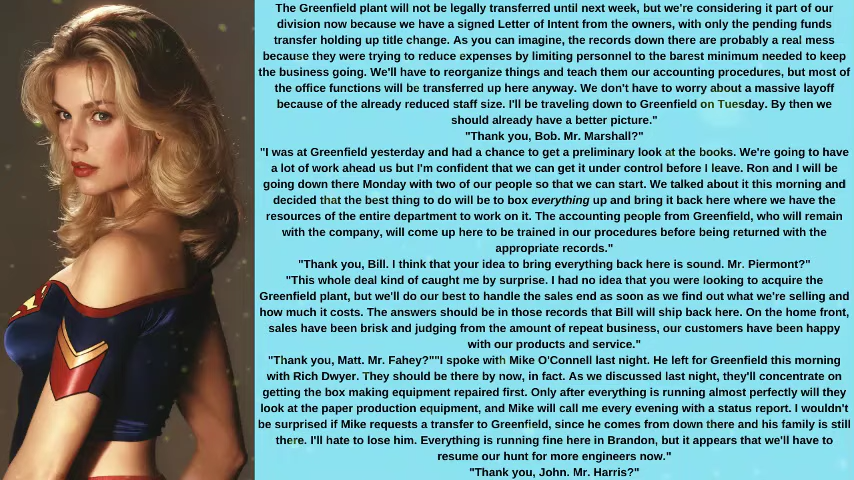 The Greenfield plant will not be legally transferred until next week, but we're considering it part of our
division now because we have a signed Letter of Intent from the owners, with only the pending funds
transfer holding up title change. As you can imagine, the records down there are probably a real mess
because they were trying to reduce expenses by limiting personnel to the barest minimum needed to keep
the business going. We'll have to reorganize things and teach them our accounting procedures, but most of
the office functions will be transferred up here anyway. We don't have to worry about a massive layoff
because of the already reduced staff size. I'll be traveling down to Greenfield on Tuesday. By then we
should already have a better picture."
"Thank you, Bob. Mr. Marshall?"
"I was at Greenfield yesterday and had a chance to get a preliminary look at the books. We're going to have
a lot of work ahead us but I'm confident that we can get it under control before I leave. Ron and I will be
going down there Monday with two of our people so that we can start. We talked about it this morning and
decided that the best thing to do will be to box everything up and bring it back here where we have the
resources of the entire department to work on it. The accounting people from Greenfield, who will remain
with the company, will come up here to be trained in our procedures before being returned with the
appropriate records."
"Thank you, Bill. I think that your idea to bring everything back here is sound. Mr. Piermont?"
"This whole deal kind of caught me by surprise. I had no idea that you were looking to acquire the
Greenfield plant, but we'll do our best to handle the sales end as soon as we find out what we're selling and
how much it costs. The answers should be in those records that Bill will ship back here. On the home front,
sales have been brisk and judging from the amount of repeat business, our customers have been happy
with our products and service."
"Thank you, Matt. Mr. Fahey?""I spoke with Mike O'Connell last night. He left for Greenfield this morning
with Rich Dwyer. They should be there by now, in fact. As we discussed last night, they'll concentrate on
getting the box making equipment repaired first. Only after everything is running almost perfectly will they
look at the paper production equipment, and Mike will call me every evening with a status report. I wouldn't
be surprised if Mike requests a transfer to Greenfield, since he comes from down there and his family is still
there. I'll hate to lose him. Everything is running fine here in Brandon, but it appears that we'll have to
resume our hunt for more engineers now."
"Thank you, John. Mr. Harris?"